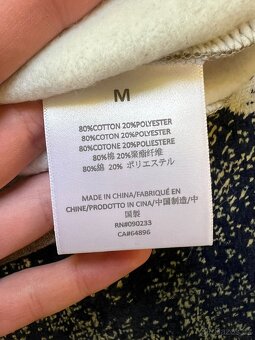 M
80%COTTON 20%POLYESTER
80%COTTON 20%POLYESTER
80%COTONE 20%POLIESTERE
80%棉 20%聚酯纤维
80%綿 20% ポリエステル
MADE IN CHINA/FABRIQUÉ EN
CHINE/PRODOTTO IN CINA/中国制造/中
国製
RN#090233
CA#64896